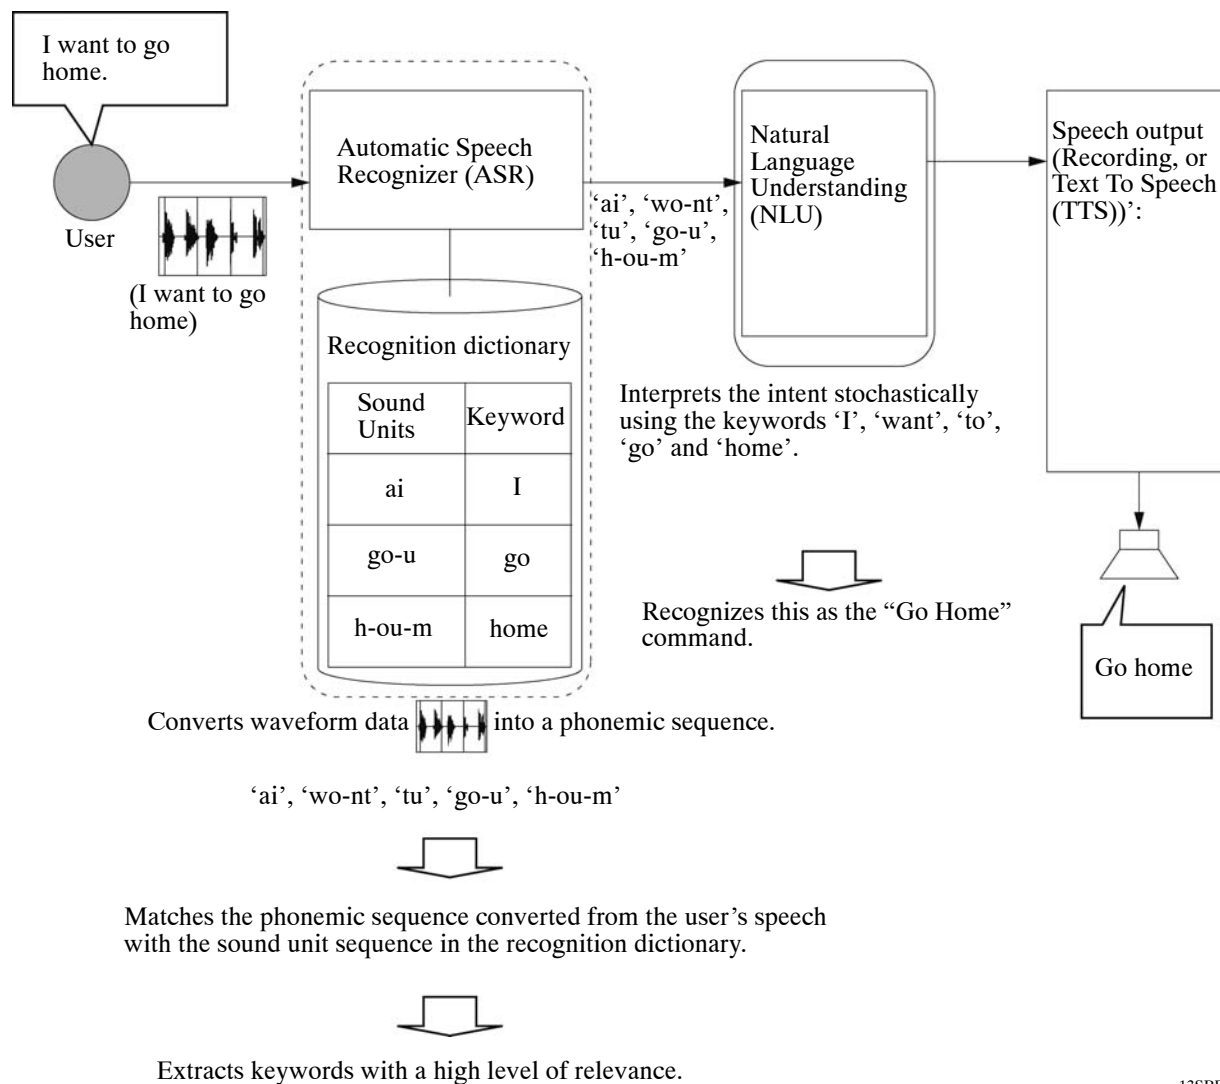 I want to go
home.
User
(I want to go
home)
Automatic Speech
Recognizer (ASR)
Recognition dictionary
Sound
Units
Keyword
ai
I
go-u
go
h-ou-m
home
‘ai’, ‘wo-nt’,
‘tu’, ‘go-u’,
‘h-ou-m’
Natural
Language
Understanding
(NLU)
Interprets the intent stochastically
using the keywords ‘I’, ‘want’, ‘to’,
‘go’ and ‘home’.
Recognizes this as the “Go Home”
command.
Speech output
(Recording, or
Text To Speech
(TTS))’:
Go home
Converts waveform data into a phonemic sequence.
‘ai’, ‘wo-nt’, ‘tu’, ‘go-u’, ‘h-ou-m’
Matches the phonemic sequence converted from the user’s speech
with the sound unit sequence in the recognition dictionary.
Extracts keywords with a high level of relevance.